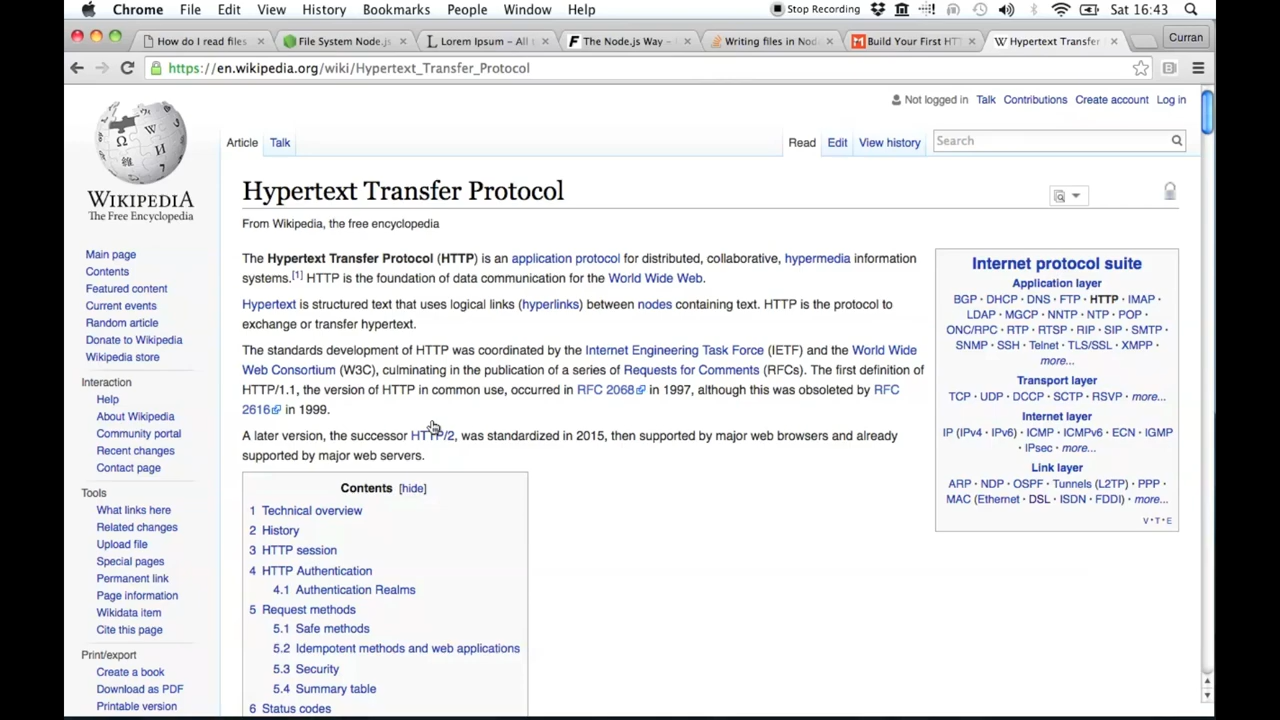 Chrome File Edit View History Bookmarks People Window Help Stop Recording Sat 16:43
How do I read files
File System Node.js
Lorem Ipsum – All
The Node.js Way –
Writing files in Nod
Build Your First HT
Hypertext Transfer
Curran
https://en.wikipedia.org/wiki/Hypertext_Transfer_Protocol
Not logged in Talk Contributions Create account Log in
Article Talk Read Edit View history Search
WIKIPEDIA
The Free Encyclopedia
Main page
Contents
Featured content
Current events
Random article
Donate to Wikipedia
Wikipedia store
Interaction
Help
About Wikipedia
Community portal
Recent changes
Contact page
Tools
What links here
Related changes
Upload file
Special pages
Permanent link
Page information
Wikidata item
Cite this page
Print/export
Create a book
Download as PDF
Printable version
Hypertext Transfer Protocol
From Wikipedia, the free encyclopedia
The Hypertext Transfer Protocol (HTTP) is an application protocol for distributed, collaborative, hypermedia information
systems.[1] HTTP is the foundation of data communication for the World Wide Web.
Hypertext is structured text that uses logical links (hyperlinks) between nodes containing text. HTTP is the protocol to
exchange or transfer hypertext.
The standards development of HTTP was coordinated by the Internet Engineering Task Force (IETF) and the World Wide
Web Consortium (W3C), culminating in the publication of a series of Requests for Comments (RFCs). The first definition of
HTTP/1.1, the version of HTTP in common use, occurred in RFC 2068 in 1997, although this was obsoleted by RFC
2616 in 1999.
A later version, the successor HTTP/2, was standardized in 2015, then supported by major web browsers and already
supported by major web servers.
Contents [hide]
1 Technical overview
2 History
3 HTTP session
4 HTTP Authentication
4.1 Authentication Realms
5 Request methods
5.1 Safe methods
5.2 Idempotent methods and web applications
5.3 Security
5.4 Summary table
6 Status codes
Internet protocol suite
Application layer
BGP · DHCP · DNS · FTP · HTTP · IMAP ·
LDAP · MGCP · NNTP · NTP · POP ·
ONC/RPC · RTP · RTSP · RIP · SIP · SMTP ·
SNMP · SSH · Telnet · TLS/SSL · XMPP ·
more...
Transport layer
TCP · UDP · DCCP · SCTP · RSVP · more...
Internet layer
IP (IPv4 · IPv6) · ICMP · ICMPv6 · ECN · IGMP
· IPsec · more...
Link layer
ARP · NDP · OSPF · Tunnels (L2TP) · PPP ·
MAC (Ethernet · DSL · ISDN · FDDI) · more...
V·T·E